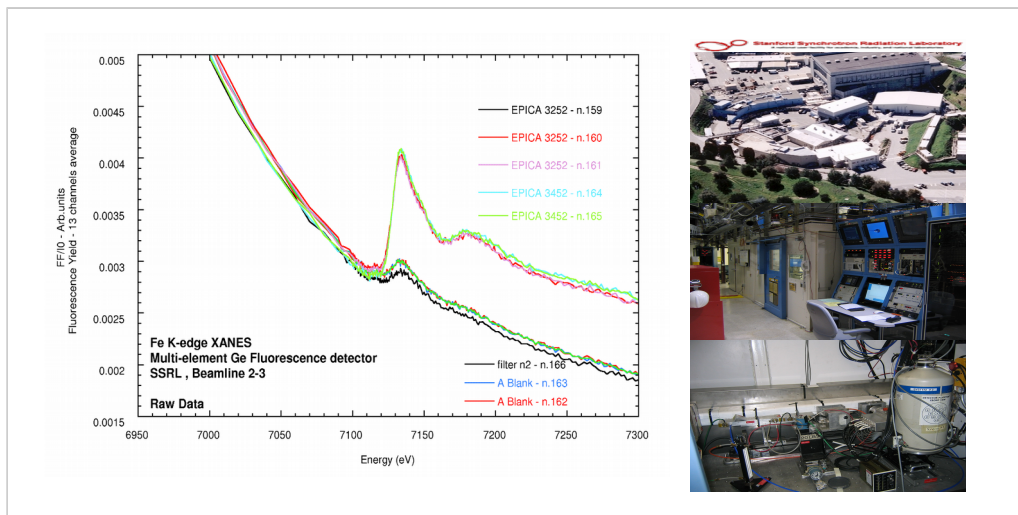 0.005
0.0045
0.004
0.0035
0.003
0.0025
0.002
0.0015
FF/I0 - Arb.units
Fluorescence Yield - 13 channels average
EPICA 3252 - n.159
EPICA 3252 - n.160
EPICA 3252 - n.161
EPICA 3452 - n.164
EPICA 3452 - n.165
Fe K-edge XANES
Multi-element Ge Fluorescence detector
SSRL , Beamline 2-3
Raw Data
filter n2 - n.166
A Blank - n.163
A Blank - n.162
6950 7000 7050 7100 7150 7200 7250 7300
Energy (eV)
Stanford Synchrotron Radiation Laboratory